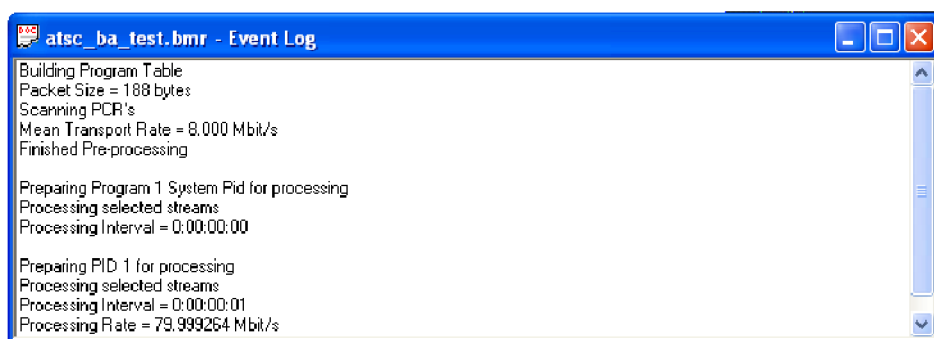 atsc_ba_test.bmr - Event Log
Building Program Table
Packet Size = 188 bytes
Scanning PCR's
Mean Transport Rate = 8.000 Mbit/s
Finished Pre-processing
Preparing Program 1 System Pid for processing
Processing selected streams
Processing Interval = 0:00:00:00
Preparing PID 1 for processing
Processing selected streams
Processing Interval = 0:00:00:01
Processing Rate = 79.999264 Mbit/s